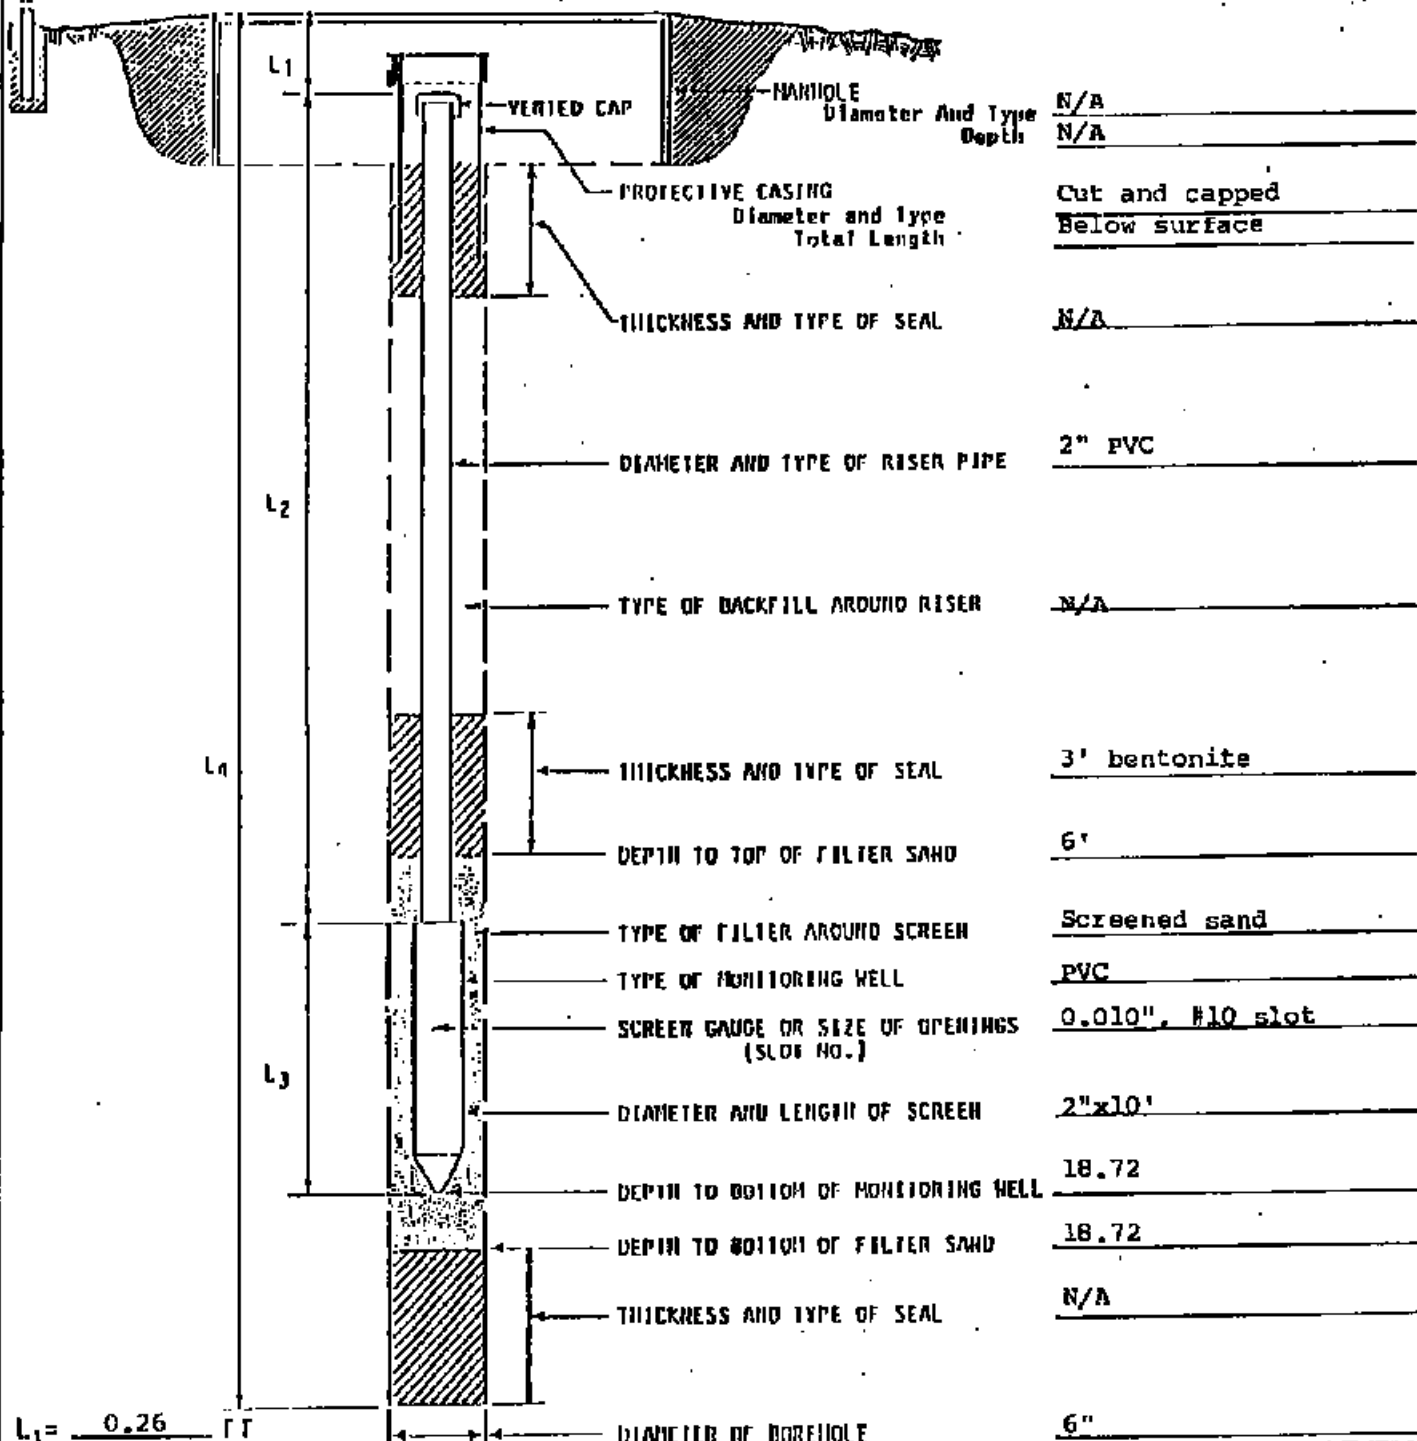 L1
VENTED CAP
MANHOLE
Diameter And Type N/A
Depth N/A
PROTECTIVE CASING
Diameter and Type Cut and capped
Total Length Below surface
THICKNESS AND TYPE OF SEAL N/A
DIAMETER AND TYPE OF RISER PIPE 2" PVC
L2
TYPE OF BACKFILL AROUND RISER N/A
L4
THICKNESS AND TYPE OF SEAL 3' bentonite
DEPTH TO TOP OF FILTER SAND 6'
TYPE OF FILTER AROUND SCREEN Screened sand
TYPE OF MONITORING WELL PVC
SCREEN GAUGE OR SIZE OF OPENINGS 0.010", #10 slot
(SLOT NO.)
L3
DIAMETER AND LENGTH OF SCREEN 2"x10'
DEPTH TO BOTTOM OF MONITORING WELL 18.72
DEPTH TO BOTTOM OF FILTER SAND 18.72
THICKNESS AND TYPE OF SEAL N/A
L1= 0.26 FT
DIAMETER OF BOREHOLE 6"